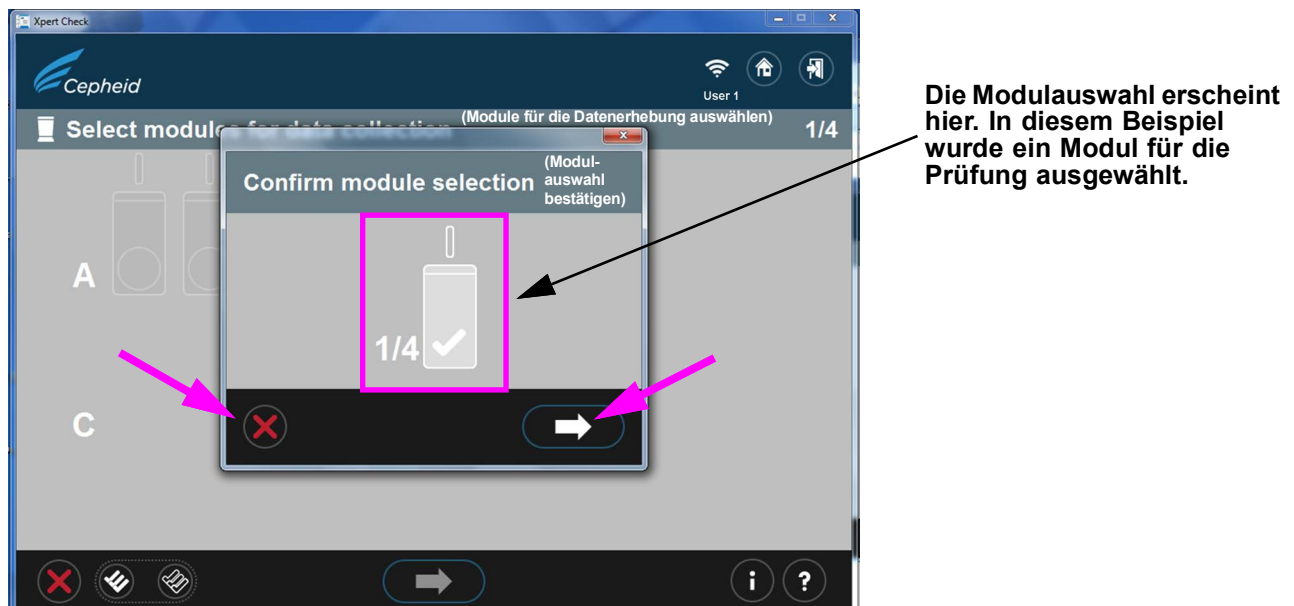 Xpert Check
Cepheid
User 1
Select modules for data collection (Module für die Datenerhebung auswählen) 1/4
Confirm module selection (Modul-
auswahl
bestätigen)
A
1/4
C
i ?
Die Modulauswahl erscheint
hier. In diesem Beispiel
wurde ein Modul für die
Prüfung ausgewählt.